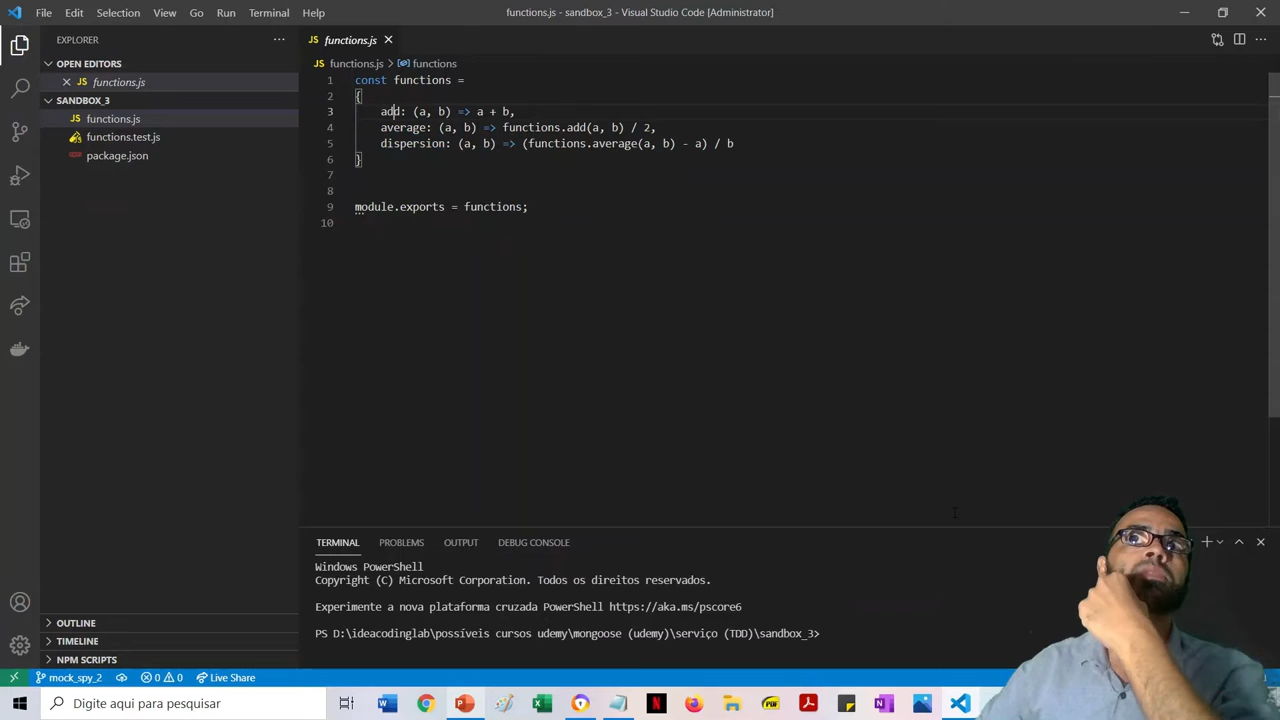 File Edit Selection View Go Run Terminal Help
functions.js - sandbox_3 - Visual Studio Code [Administrator]
EXPLORER
OPEN EDITORS
JS functions.js
SANDBOX_3
JS functions.js
functions.test.js
package.json
OUTLINE
TIMELINE
NPM SCRIPTS
JS functions.js
JS functions.js > functions
1 const functions =
2 {
3 add: (a, b) => a + b,
4 average: (a, b) => functions.add(a, b) / 2,
5 dispersion: (a, b) => (functions.average(a, b) - a) / b
6 }
7
8
9 module.exports = functions;
10
TERMINAL PROBLEMS OUTPUT DEBUG CONSOLE
Windows PowerShell
Copyright (C) Microsoft Corporation. Todos os direitos reservados.
Experimente a nova plataforma cruzada PowerShell https://aka.ms/pscore6
PS D:\ideacodinglab\possíveis cursos udemy\mongoose (udemy)\serviço (TDD)\sandbox_3>
mock_spy_2 0 0 Live Share
Digite aqui para pesquisar